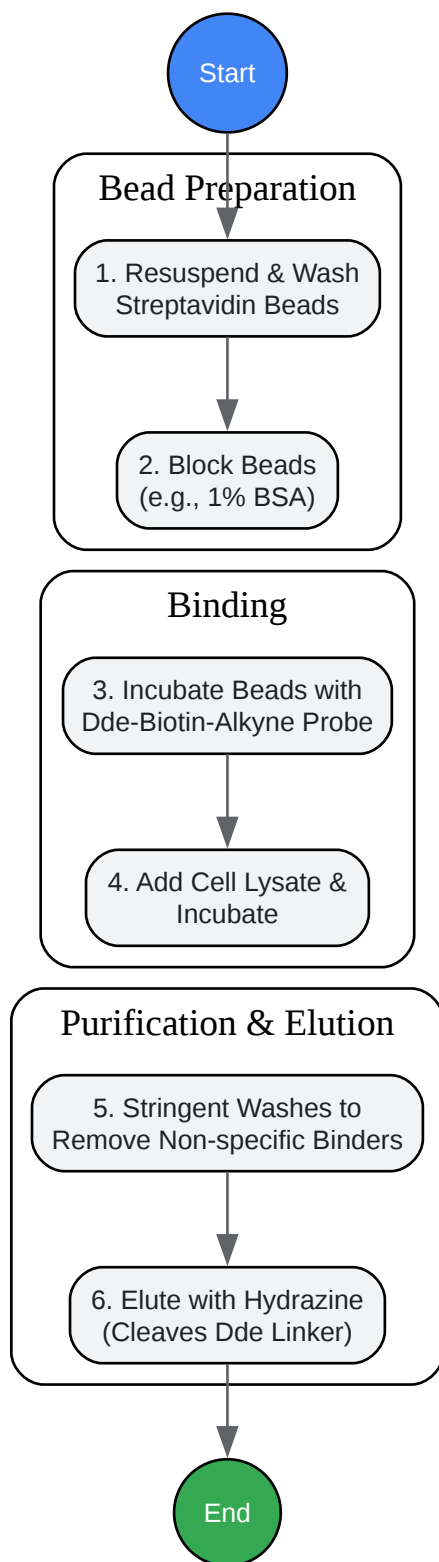 Start
Bead Preparation
1. Resuspend & Wash
Streptavidin Beads
2. Block Beads
(e.g., 1% BSA)
Binding
3. Incubate Beads with
Dde-Biotin-Alkyne Probe
4. Add Cell Lysate &
Incubate
Purification & Elution
5. Stringent Washes to
Remove Non-specific Binders
6. Elute with Hydrazine
(Cleaves Dde Linker)
End